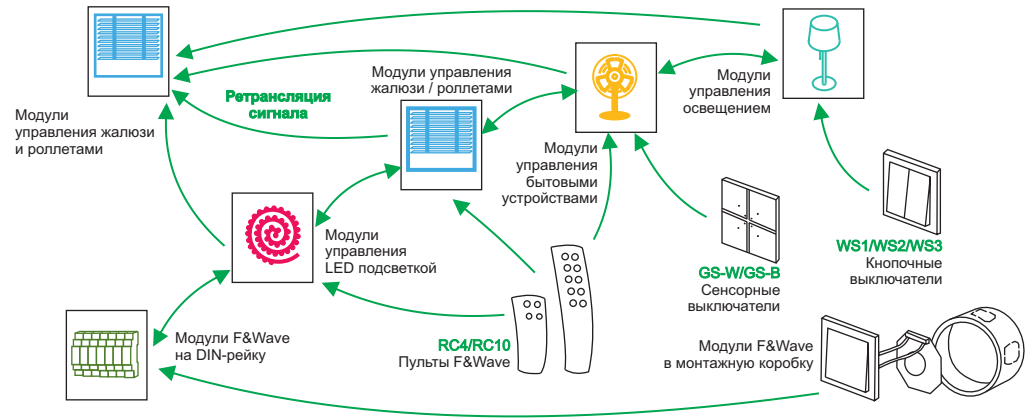 Модули
управления жалюзи
и роллетами
Ретрансляция
сигнала
Модули управления
жалюзи / роллетами
Модули
управления
освещением
Модули
управления
бытовыми
устройствами
Модули
управления
LED подсветкой
WS1/WS2/WS3
Кнопочные
выключатели
GS-W/GS-B
Сенсорные
выключатели
Модули F&Wave
на DIN-рейку
RC4/RC10
Пульты F&Wave
Модули F&Wave
в монтажную коробку